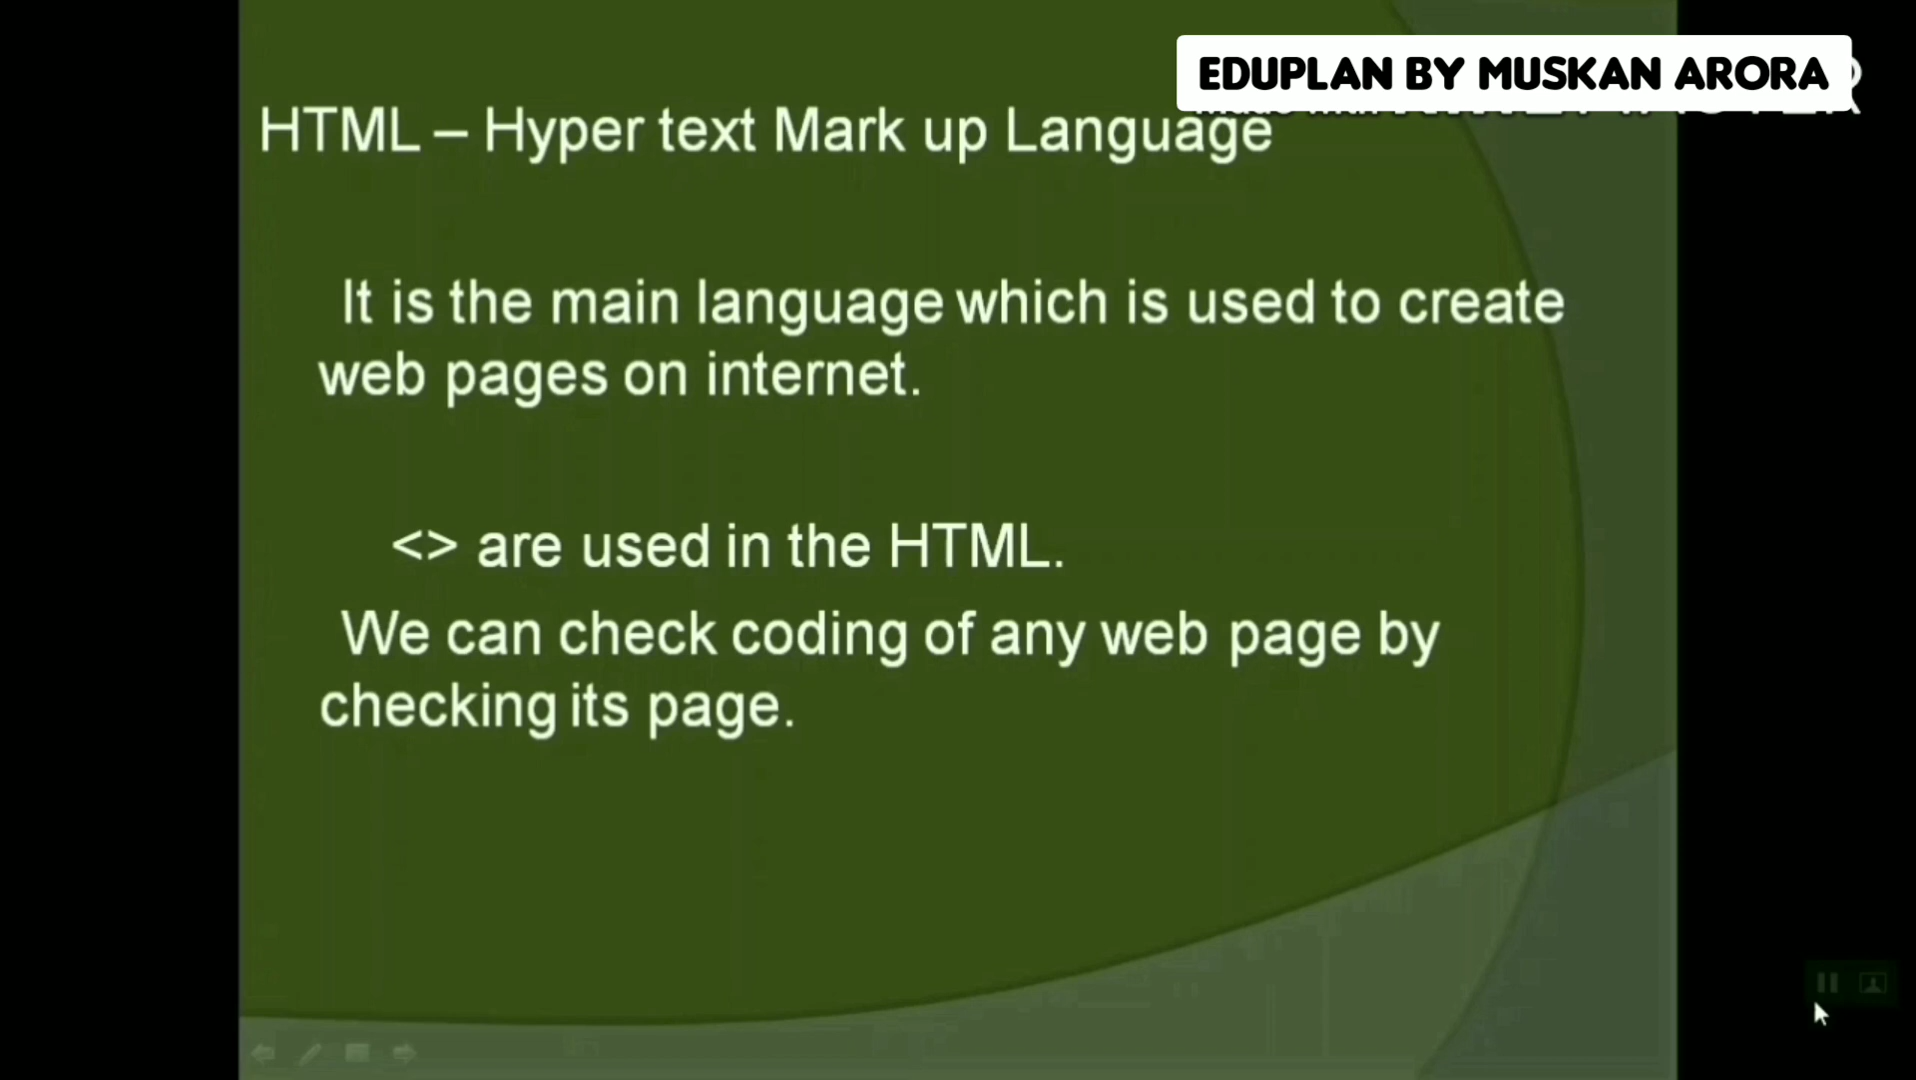 EDUPLAN BY MUSKAN ARORA
HTML – Hyper text Mark up Language
It is the main language which is used to create
web pages on internet.
<> are used in the HTML.
We can check coding of any web page by
checking its page.